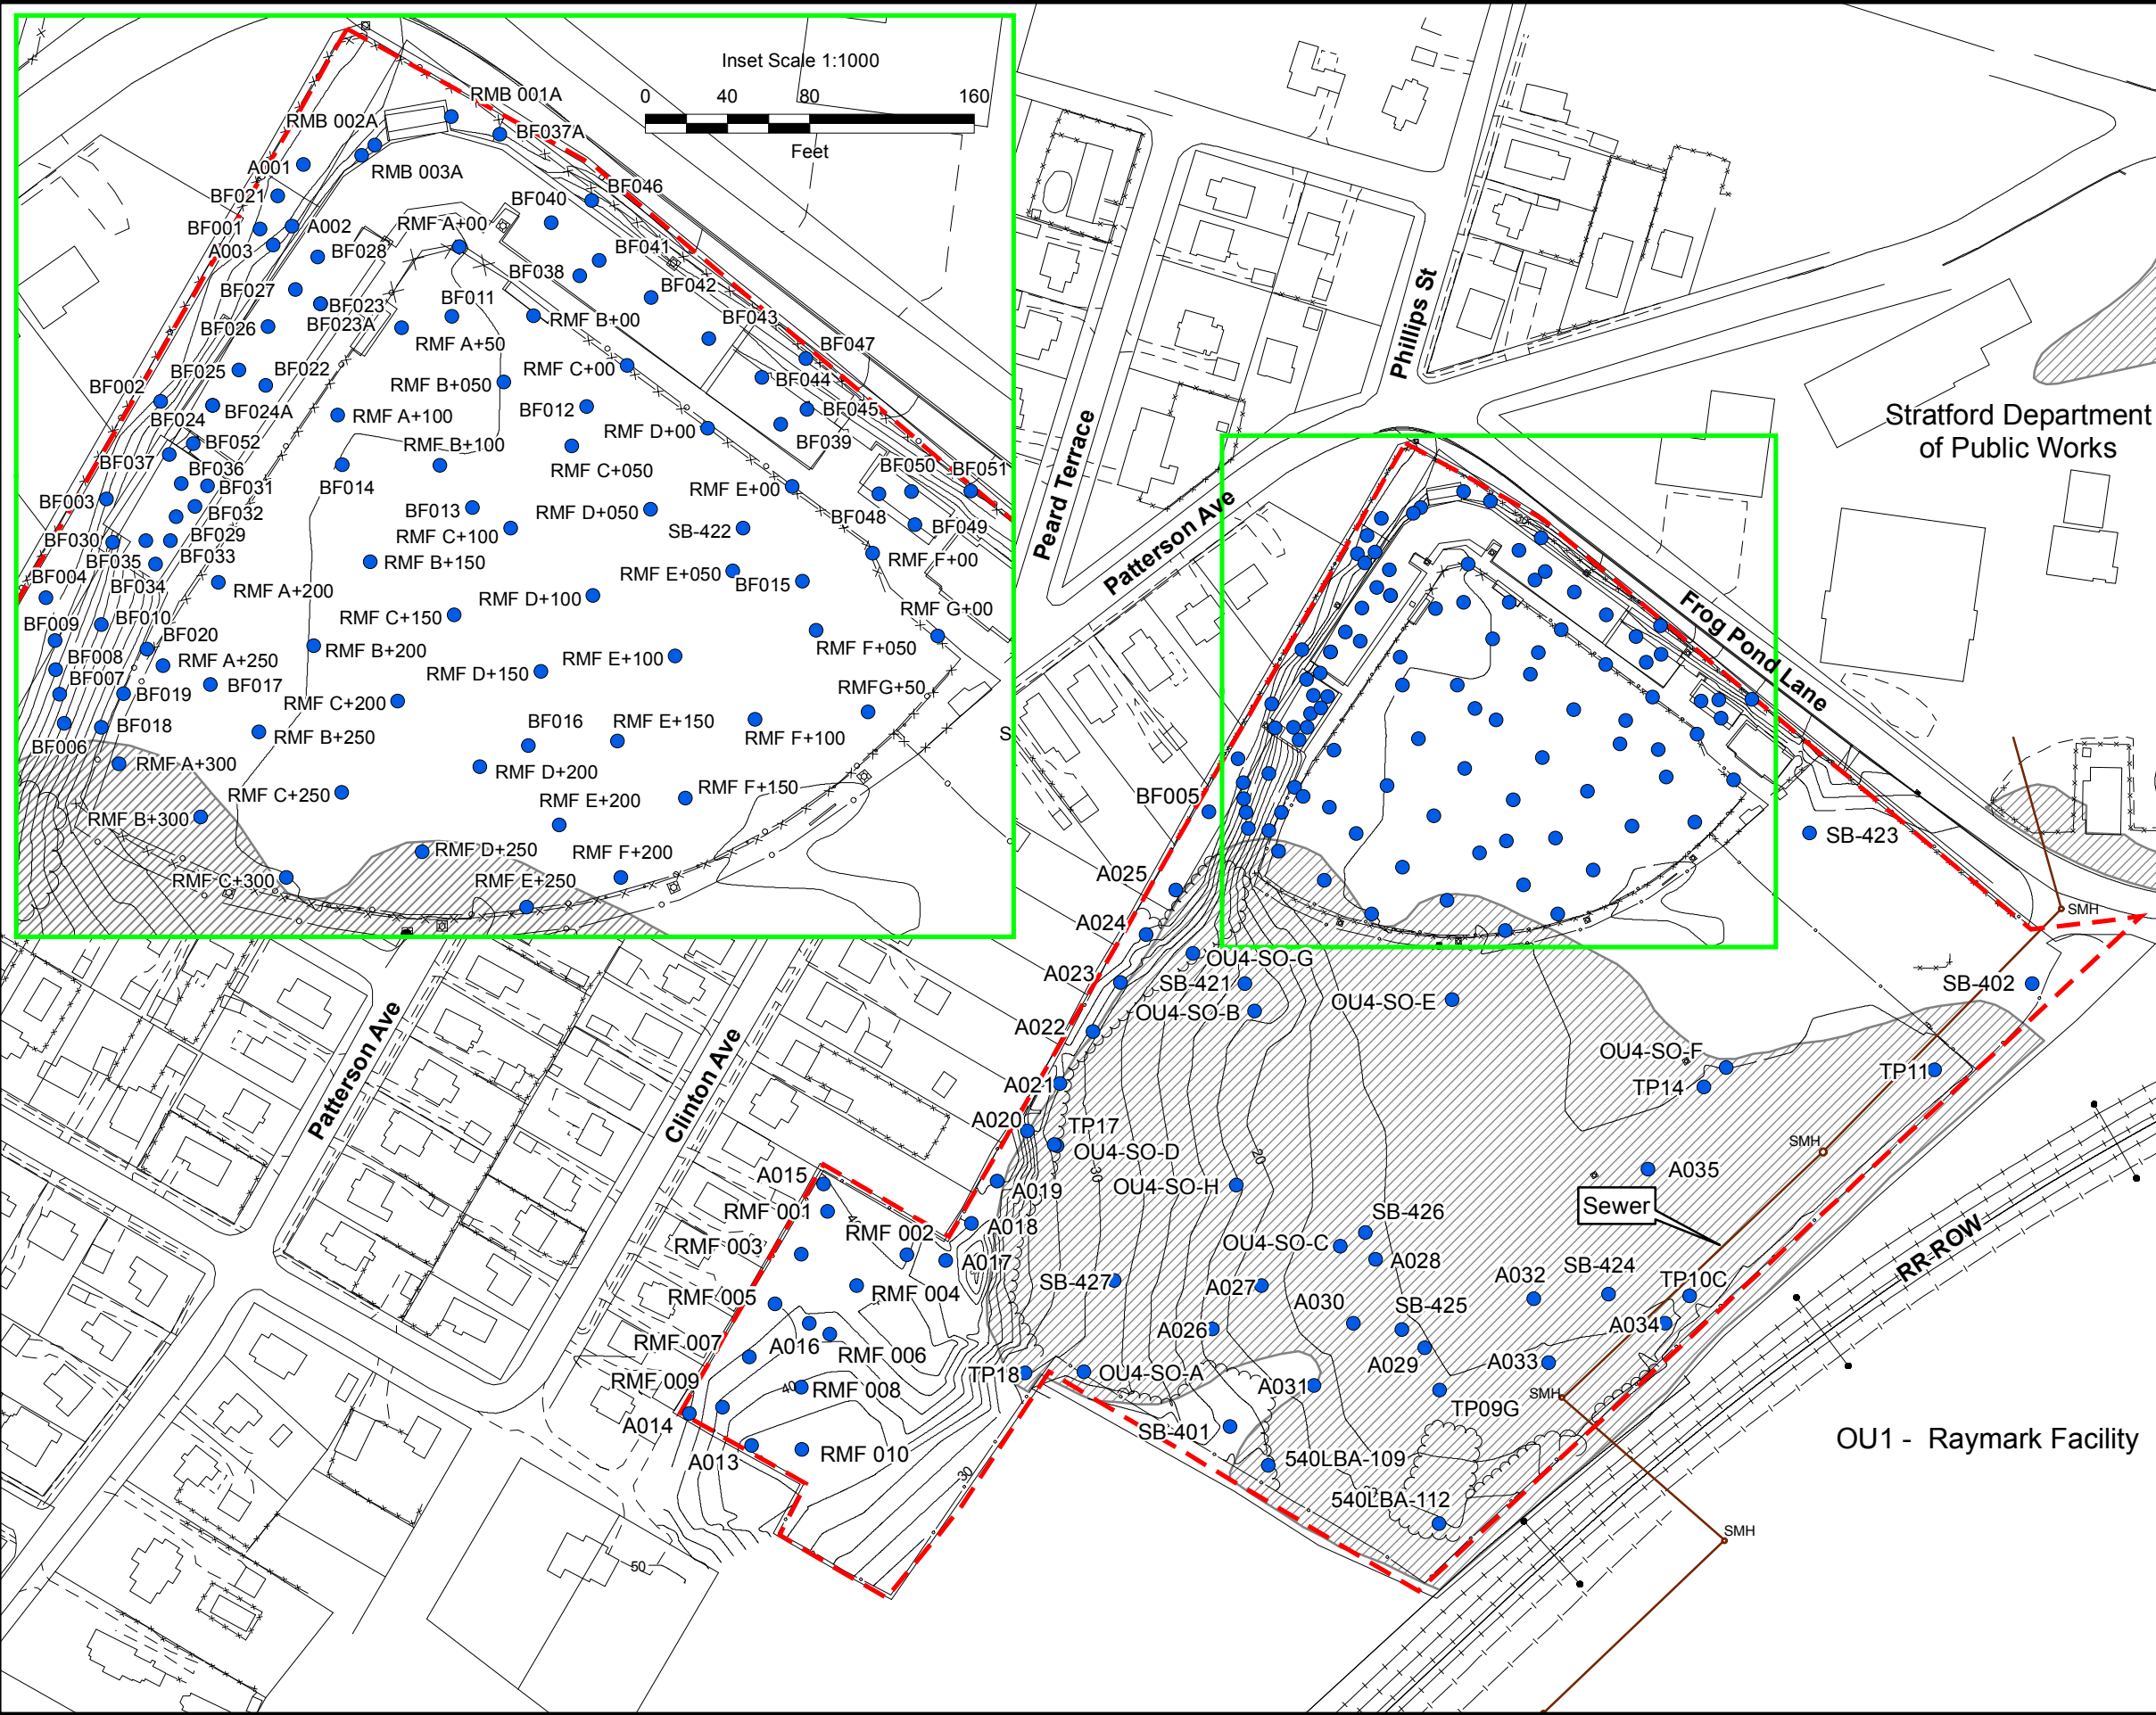 Inset Scale 1:1000
0 40 80 160
Feet
RMB 001A
RMB 002A
BF037A
A001
RMB 003A
BF021
BF046
BF040
BF001
A002
RMF A+00
A003
BF028
BF041
BF038
BF027
BF042
BF023
BF011
BF023A
BF026
RMF B+00
BF043
RMF A+50
BF047
BF025
BF022
RMF B+050
RMF C+00
BF044
BF002
BF024
BF024A
RMF A+100
BF012
BF045
BF052
RMF B+100
RMF D+00
BF039
BF037
BF036
BF014
RMF C+050
BF050
BF051
BF003
BF031
RMF E+00
BF032
BF013
RMF D+050
BF048
BF049
BF030
BF029
RMF C+100
SB-422
BF035
BF033
RMF B+150
RMF F+00
BF004
BF034
RMF A+200
RMF E+050
BF015
RMF D+100
BF009
BF010
RMF C+150
RMF G+00
BF020
BF008
RMF A+250
RMF B+200
RMF E+100
RMF F+050
BF007
RMF D+150
BF019
BF017
RMFG+50
RMF C+200
BF018
BF016
RMF E+150
BF006
RMF B+250
RMF F+100
RMF A+300
RMF D+200
RMF C+250
RMF E+200
RMF F+150
RMF B+300
RMF D+250
RMF F+200
RMF C+300
RMF E+250
Phillips St
Peard Terrace
Patterson Ave
Frog Pond Lane
Stratford Department
of Public Works
30
S
BF005
SB-423
A025
A024
SMH
OU4-SO-G
A023
SB-421
SB-402
OU4-SO-B
OU4-SO-E
A022
OU4-SO-F
A021
TP14
TP11
A020
TP17
OU4-SO-D
SMH
Patterson Ave
Clinton Ave
A015
A019
30
20
OU4-SO-H
A035
Sewer
RMF 001
RMF 002
A018
SB-426
RMF 003
OU4-SO-C
A017
A028
RR ROW
SB-427
A027
A032
SB-424
TP10C
RMF 005
RMF 004
A030
SB-425
A034
A026
RMF 007
A016
RMF 006
A029
A033
RMF 009
40
RMF 008
TP18
OU4-SO-A
A031
SMH
TP09G
A014
SB-401
OU1 - Raymark Facility
A013
RMF 010
30
540LBA-109
540LBA-112
SMH
50